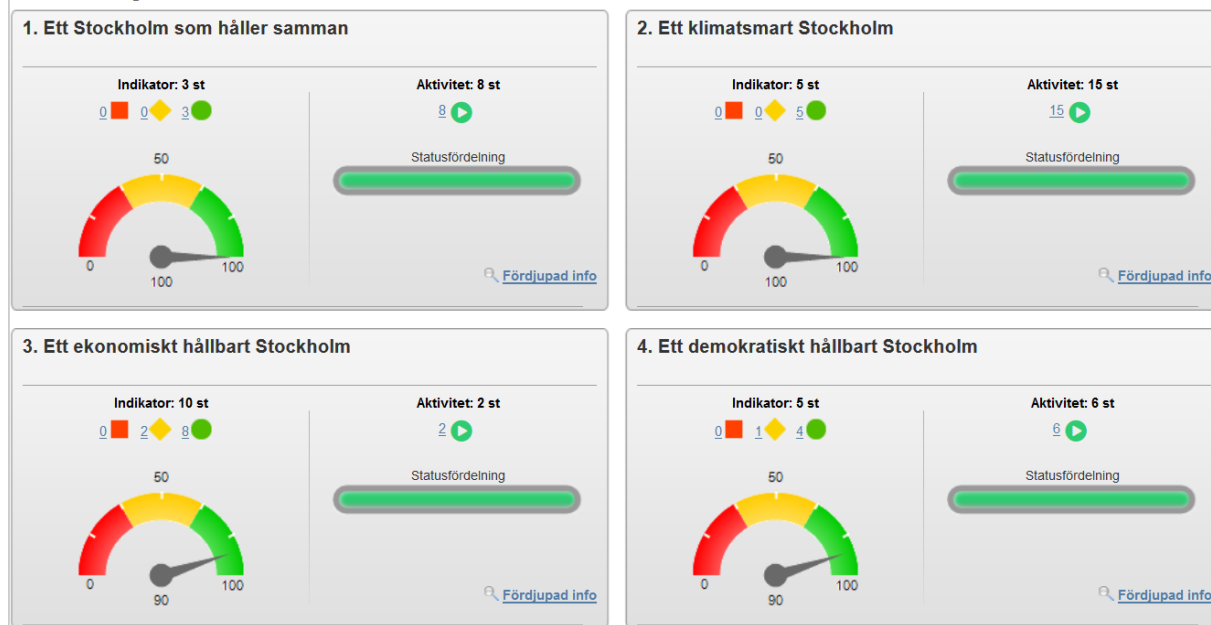 1. Ett Stockholm som håller samman
Indikator: 3 st
0 0 3
50
0 100
100
Aktivitet: 8 st
8
Statusfördelning
Fördjupad info
2. Ett klimatsmart Stockholm
Indikator: 5 st
0 0 5
50
0 100
100
Aktivitet: 15 st
15
Statusfördelning
Fördjupad info
3. Ett ekonomiskt hållbart Stockholm
Indikator: 10 st
0 2 8
50
0 100
90
Aktivitet: 2 st
2
Statusfördelning
Fördjupad info
4. Ett demokratiskt hållbart Stockholm
Indikator: 5 st
0 1 4
50
0 100
90
Aktivitet: 6 st
6
Statusfördelning
Fördjupad info